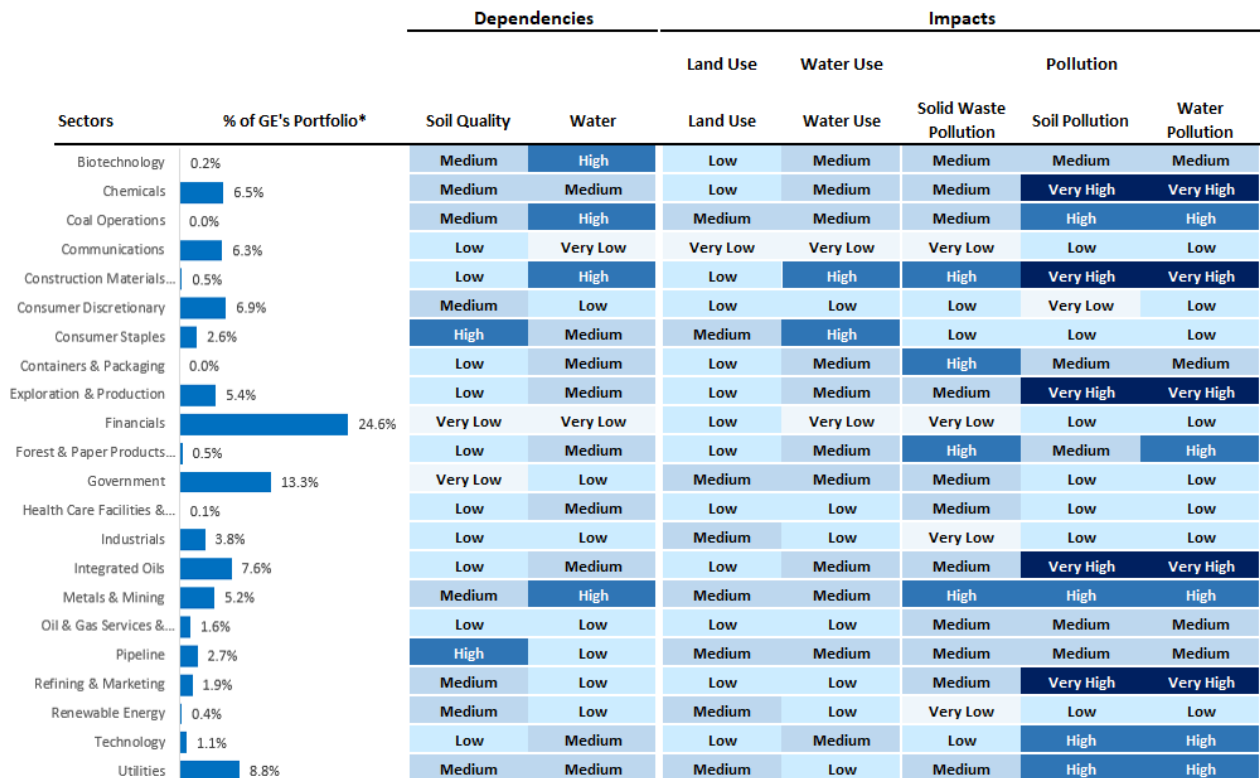 Dependencies Impacts
Land Use Water Use Pollution
Sectors % of GE's Portfolio* Soil Quality Water Land Use Water Use Solid Waste Pollution Soil Pollution Water Pollution
Biotechnology 0.2% Medium High Low Medium Medium Medium Medium
Chemicals 6.5% Medium Medium Low Medium Medium Very High Very High
Coal Operations 0.0% Medium High Medium Medium Medium High High
Communications 6.3% Low Very Low Very Low Very Low Very Low Low Low
Construction Materials... 0.5% Low High Low High High Very High Very High
Consumer Discretionary 6.9% Medium Low Low Low Low Very Low Low
Consumer Staples 2.6% High Medium Medium High Low Low Low
Containers & Packaging 0.0% Low Medium Low Medium High Medium Medium
Exploration & Production 5.4% Low Medium Low Medium Medium Very High Very High
Financials 24.6% Very Low Very Low Low Very Low Very Low Low Low
Forest & Paper Products... 0.5% Low Medium Low Medium High Medium High
Government 13.3% Very Low Low Medium Medium Medium Low Low
Health Care Facilities &... 0.1% Low Medium Low Low Medium Low Low
Industrials 3.8% Low Low Medium Low Very Low Low Low
Integrated Oils 7.6% Low Medium Low Medium Medium Very High Very High
Metals & Mining 5.2% Medium High Medium Medium High High High
Oil & Gas Services &... 1.6% Low Low Low Low Medium Medium Medium
Pipeline 2.7% High Low Medium Medium Medium Medium Medium
Refining & Marketing 1.9% Medium Low Low Low Medium Very High Very High
Renewable Energy 0.4% Medium Low Medium Low Very Low Low Low
Technology 1.1% Low Medium Low Medium Low High High
Utilities 8.8% Medium Medium Medium Low Medium High High